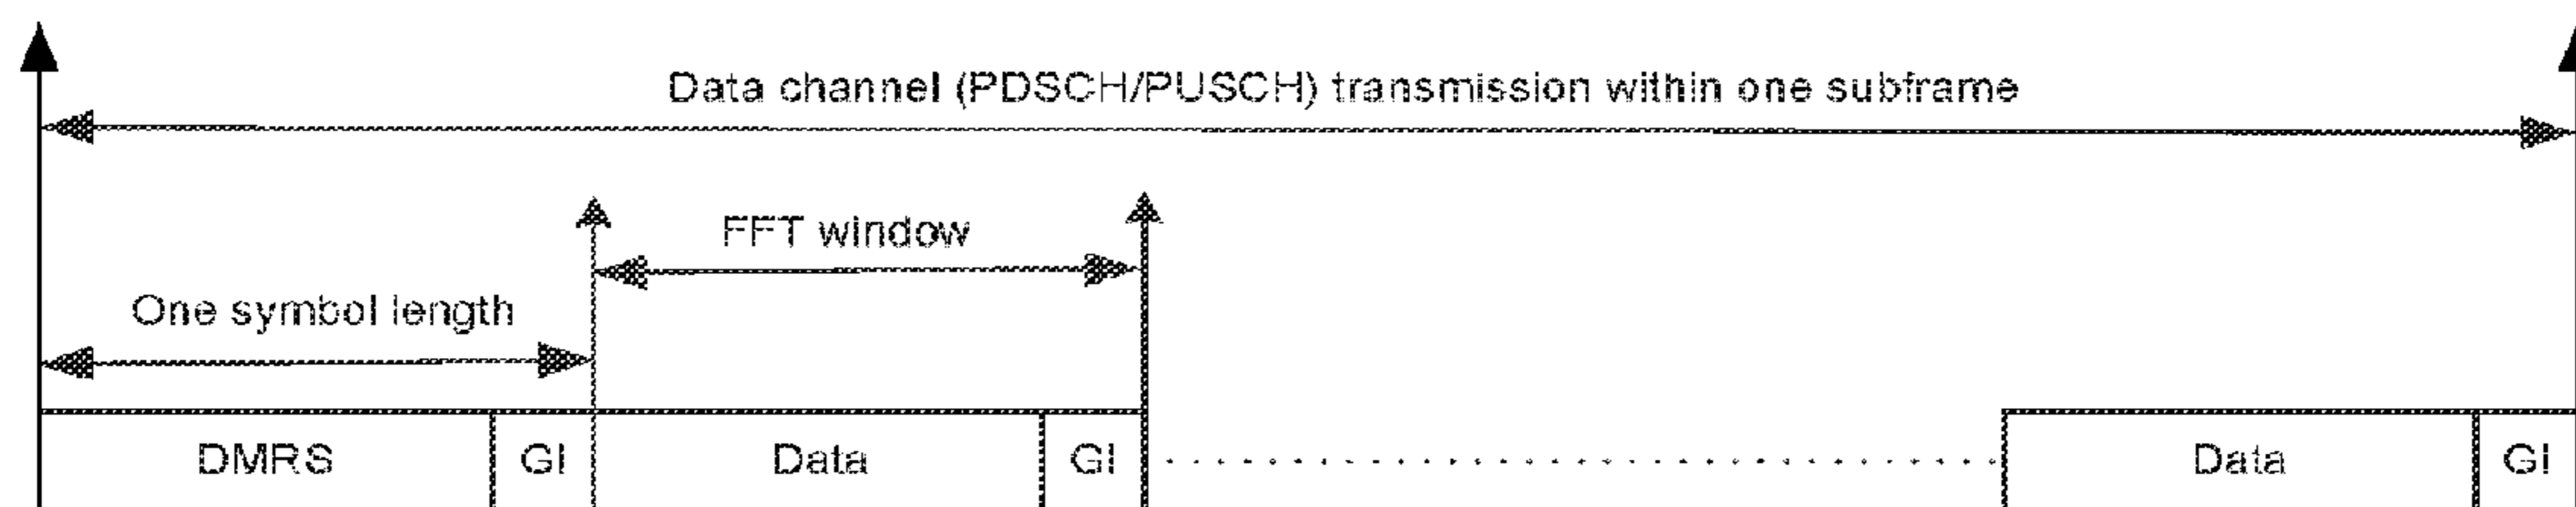 Data channel (PDSCH/PUSCH) transmission within one subframe
FFT window
One symbol length
DMRS GI Data GI Data GI